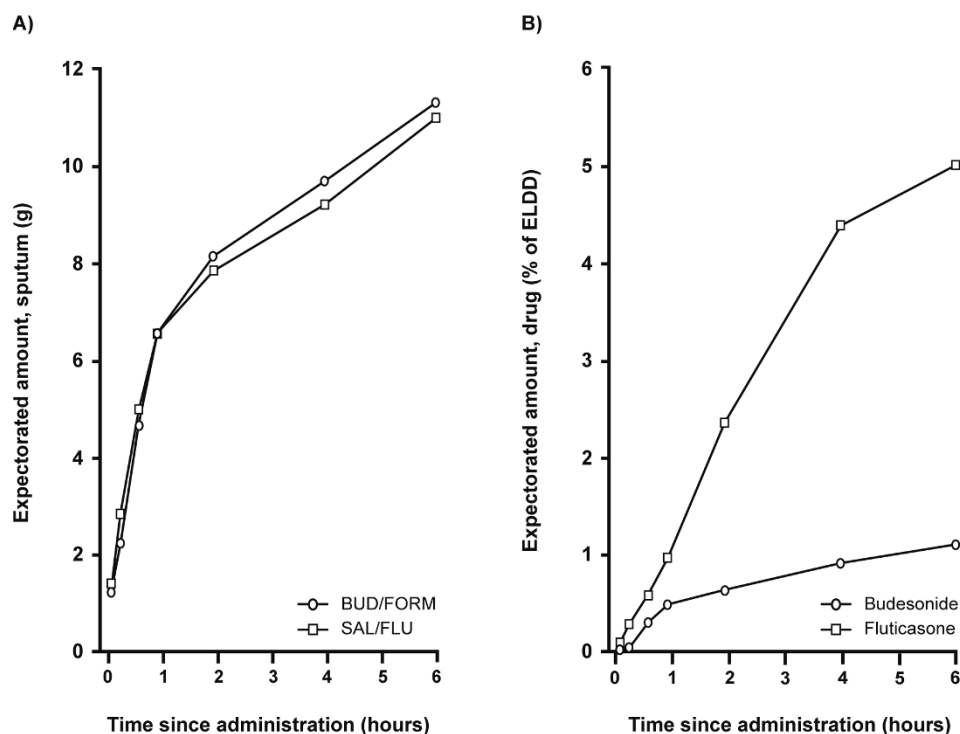 A)
Expectorated amount, sputum (g)
12
10
8
6
4
2
0
0 1 2 3 4 5 6
BUD/FORM
SAL/FLU
Time since administration (hours)
B)
Expectorated amount, drug (% of ELDD)
6
5
4
3
2
1
0
0 1 2 3 4 5 6
Budesonide
Fluticasone
Time since administration (hours)